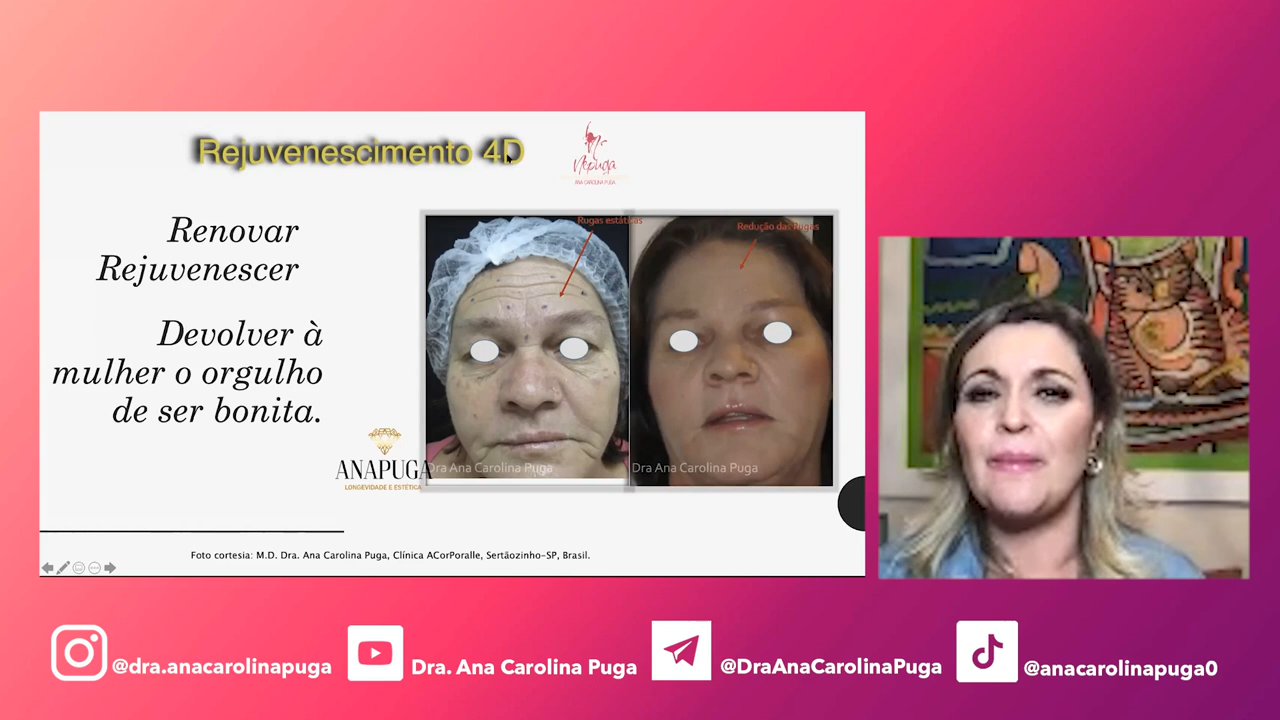 Rejuvenescimento 4D
Nepuga
ANA CAROLINA PUGA
Renovar
Rejuvenescer
Devolver à
mulher o orgulho
de ser bonita.
Rugas estáticas
Redução das Rugas
Dra Ana Carolina Puga
Dra Ana Carolina Puga
ANAPUGA
LONGEVIDADE E ESTÉTICA
Foto cortesia: M.D. Dra. Ana Carolina Puga, Clínica ACorPoralle, Sertãozinho-SP, Brasil.
@dra.anacarolinapuga
Dra. Ana Carolina Puga
@DraAnaCarolinaPuga
@anacarolinapuga0